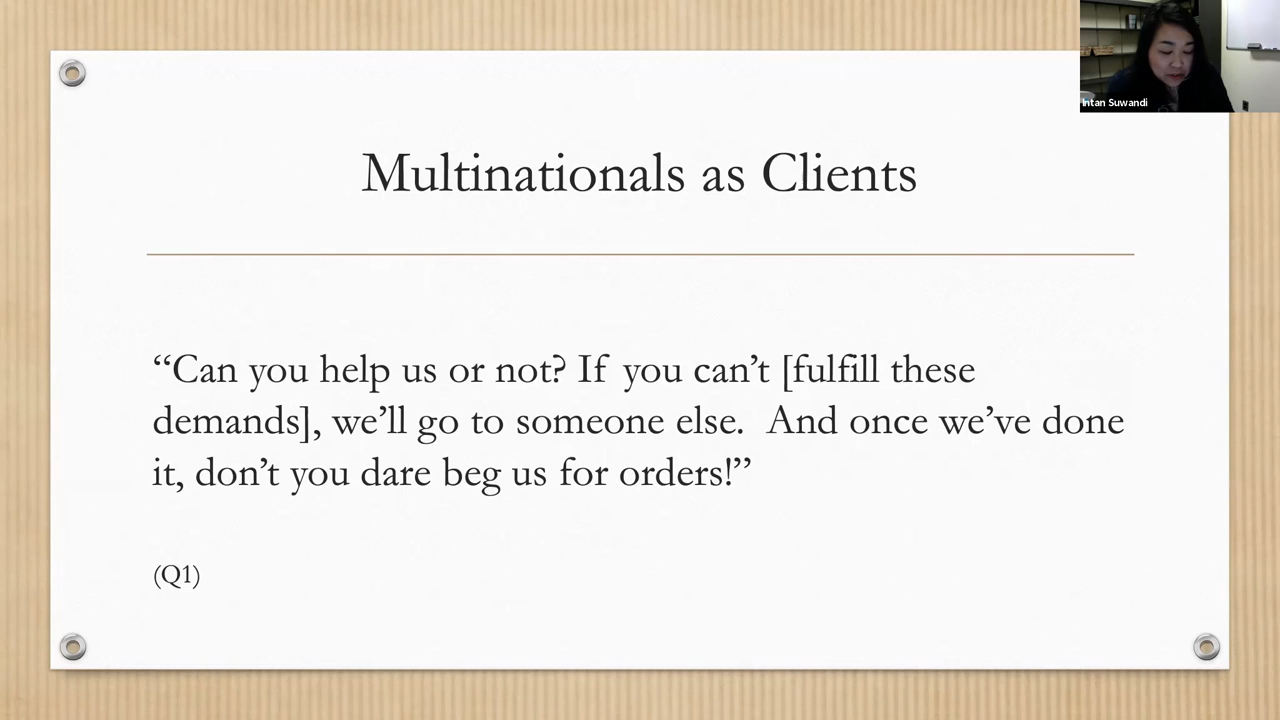 Intan Suwandi
Multinationals as Clients
“Can you help us or not? If you can’t [fulfill these
demands], we’ll go to someone else.  And once we’ve done
it, don’t you dare beg us for orders!”
(Q1)